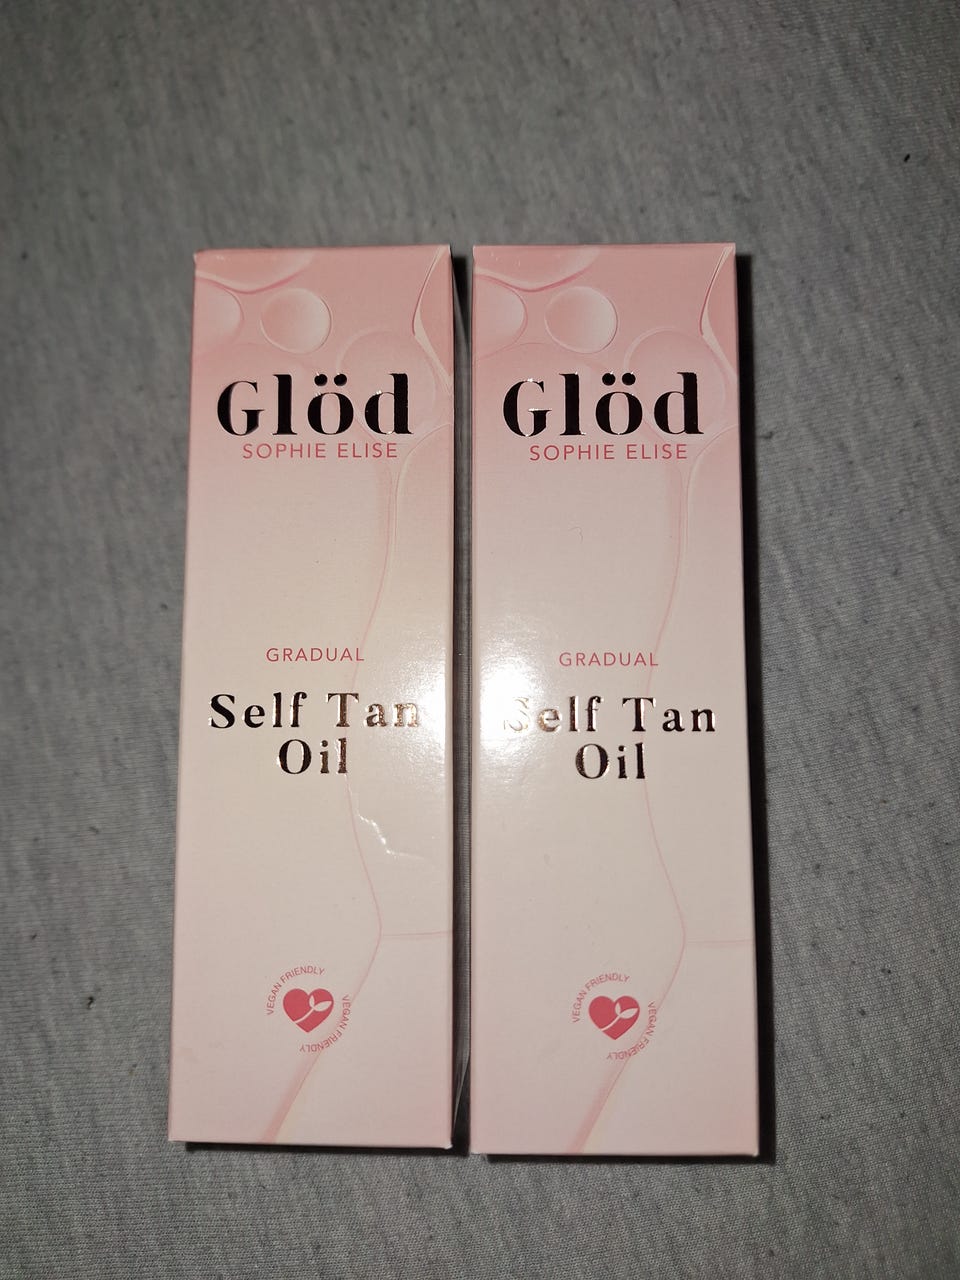 Glöd
SOPHIE ELISE
GRADUAL
Self Tan
Oil
VEGAN FRIENDLY
VEGAN FRIENDLY
Glöd
SOPHIE ELISE
GRADUAL
Self Tan
Oil
VEGAN FRIENDLY
VEGAN FRIENDLY